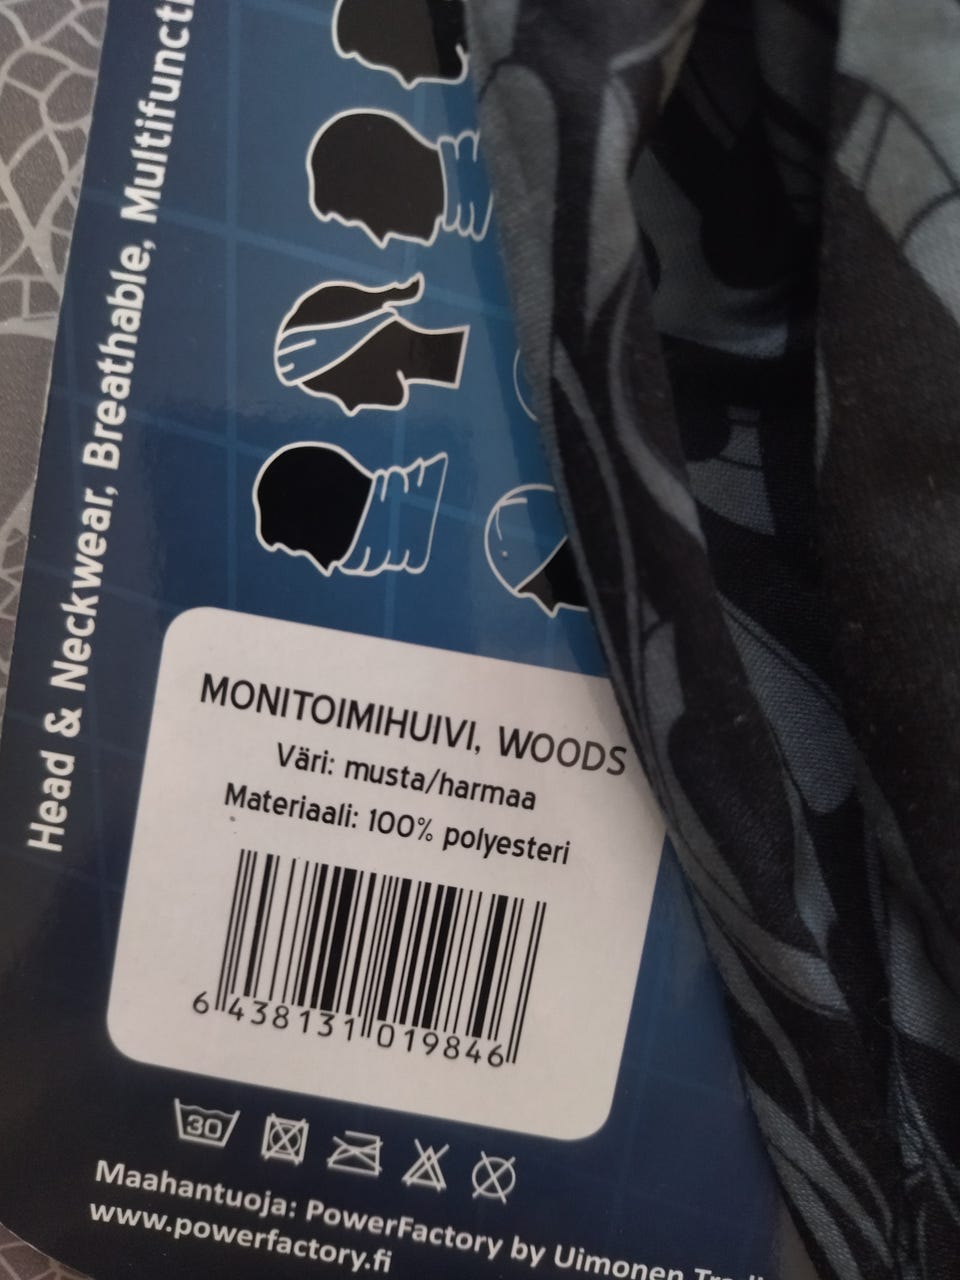 Head & Neckwear, Breathable,
MONITOIMIHUIVI, WOODS
Väri: musta/harmaa
Materiaali: 100% polyesteri
6 438131 019846
30
Maahantuoja: PowerFactory by Uimonen
www.powerfactory.fi